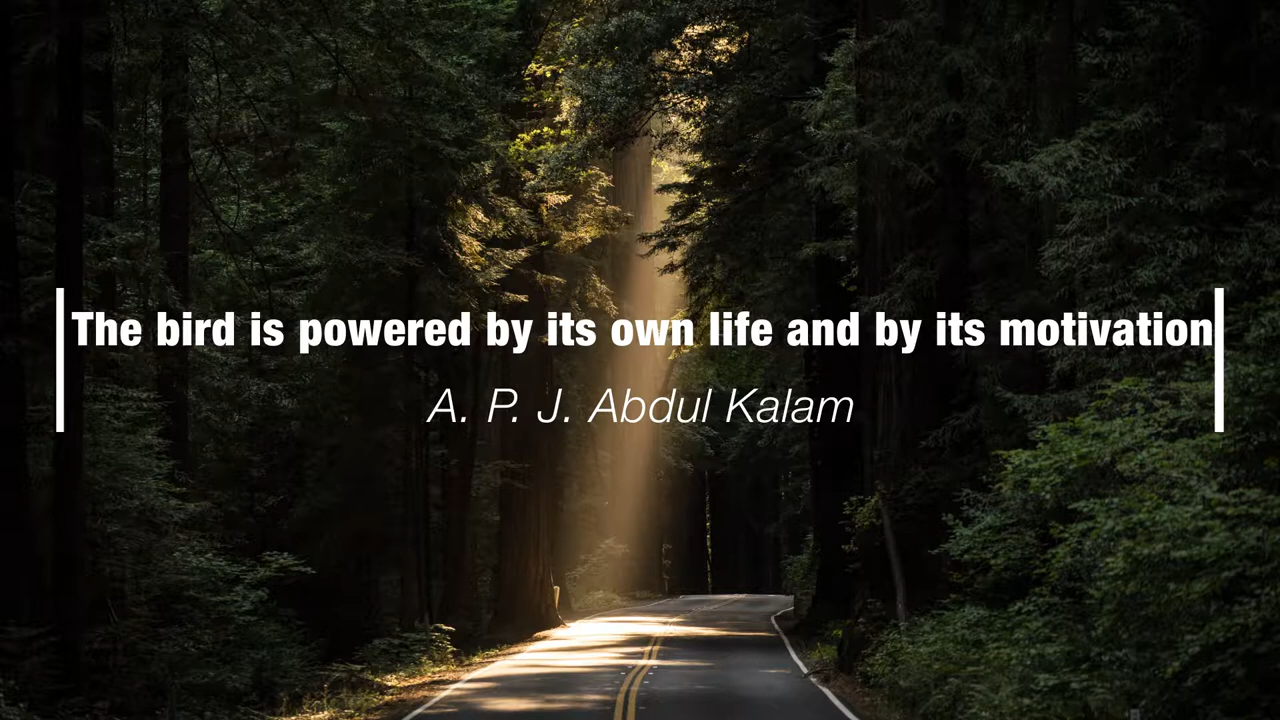 The bird is powered by its own life and by its motivation
A. P. J. Abdul Kalam